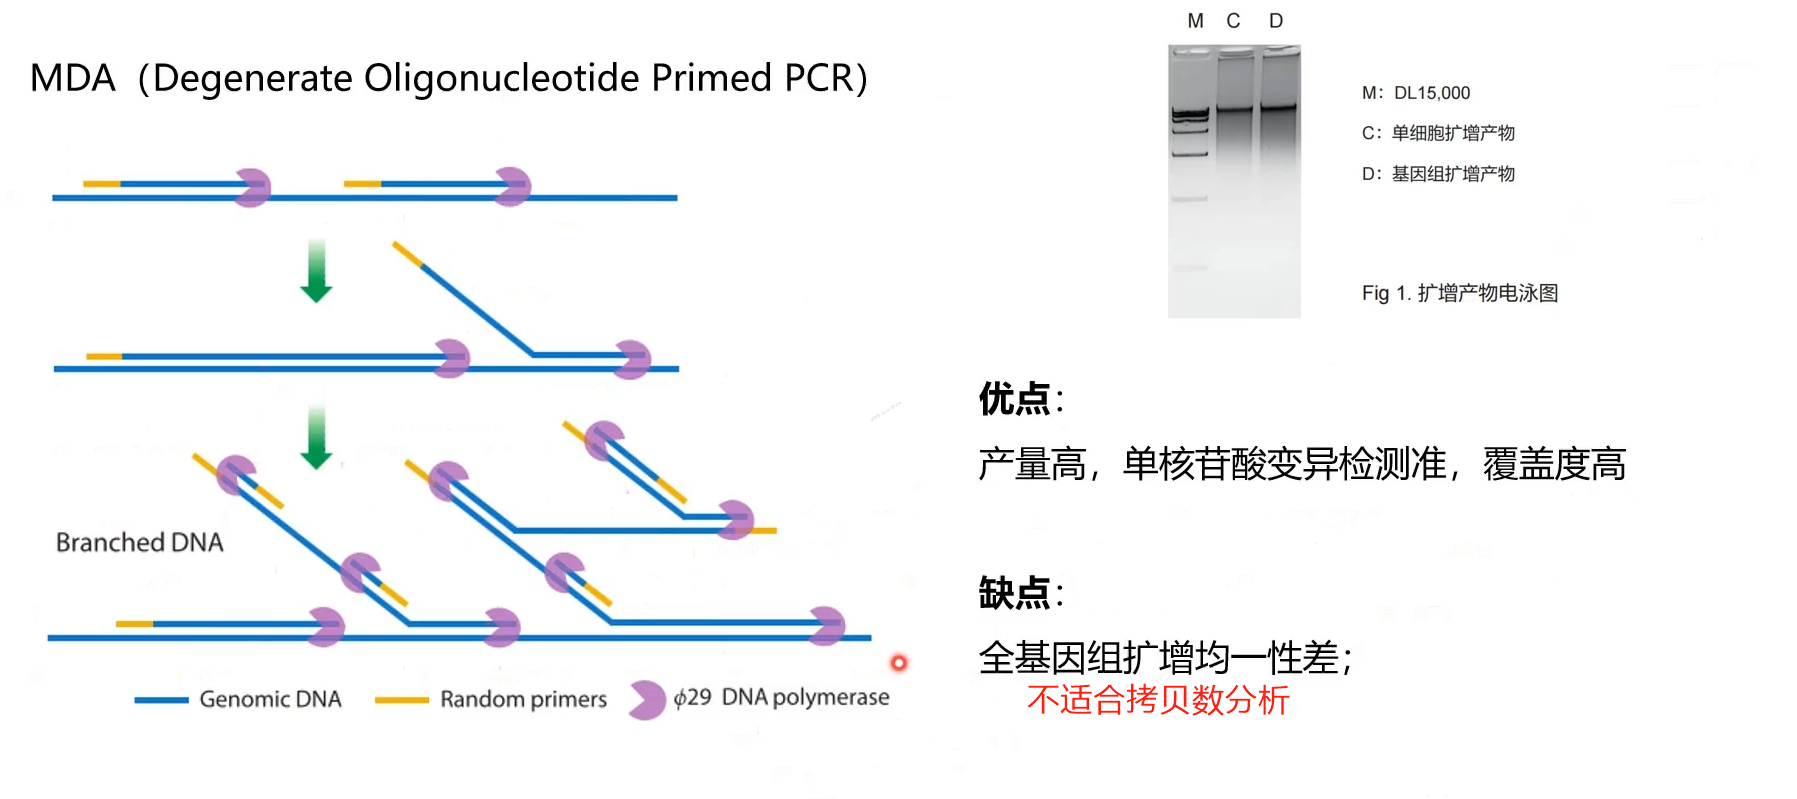 MDA（Degenerate Oligonucleotide Primed PCR）
Branched DNA
Genomic DNA
Random primers
ϕ29 DNA polymerase
M C D
M：DL15,000
C：单细胞扩增产物
D：基因组扩增产物
Fig 1. 扩增产物电泳图
优点：
产量高，单核苷酸变异检测准，覆盖度高
缺点：
全基因组扩增均一性差；
不适合拷贝数分析